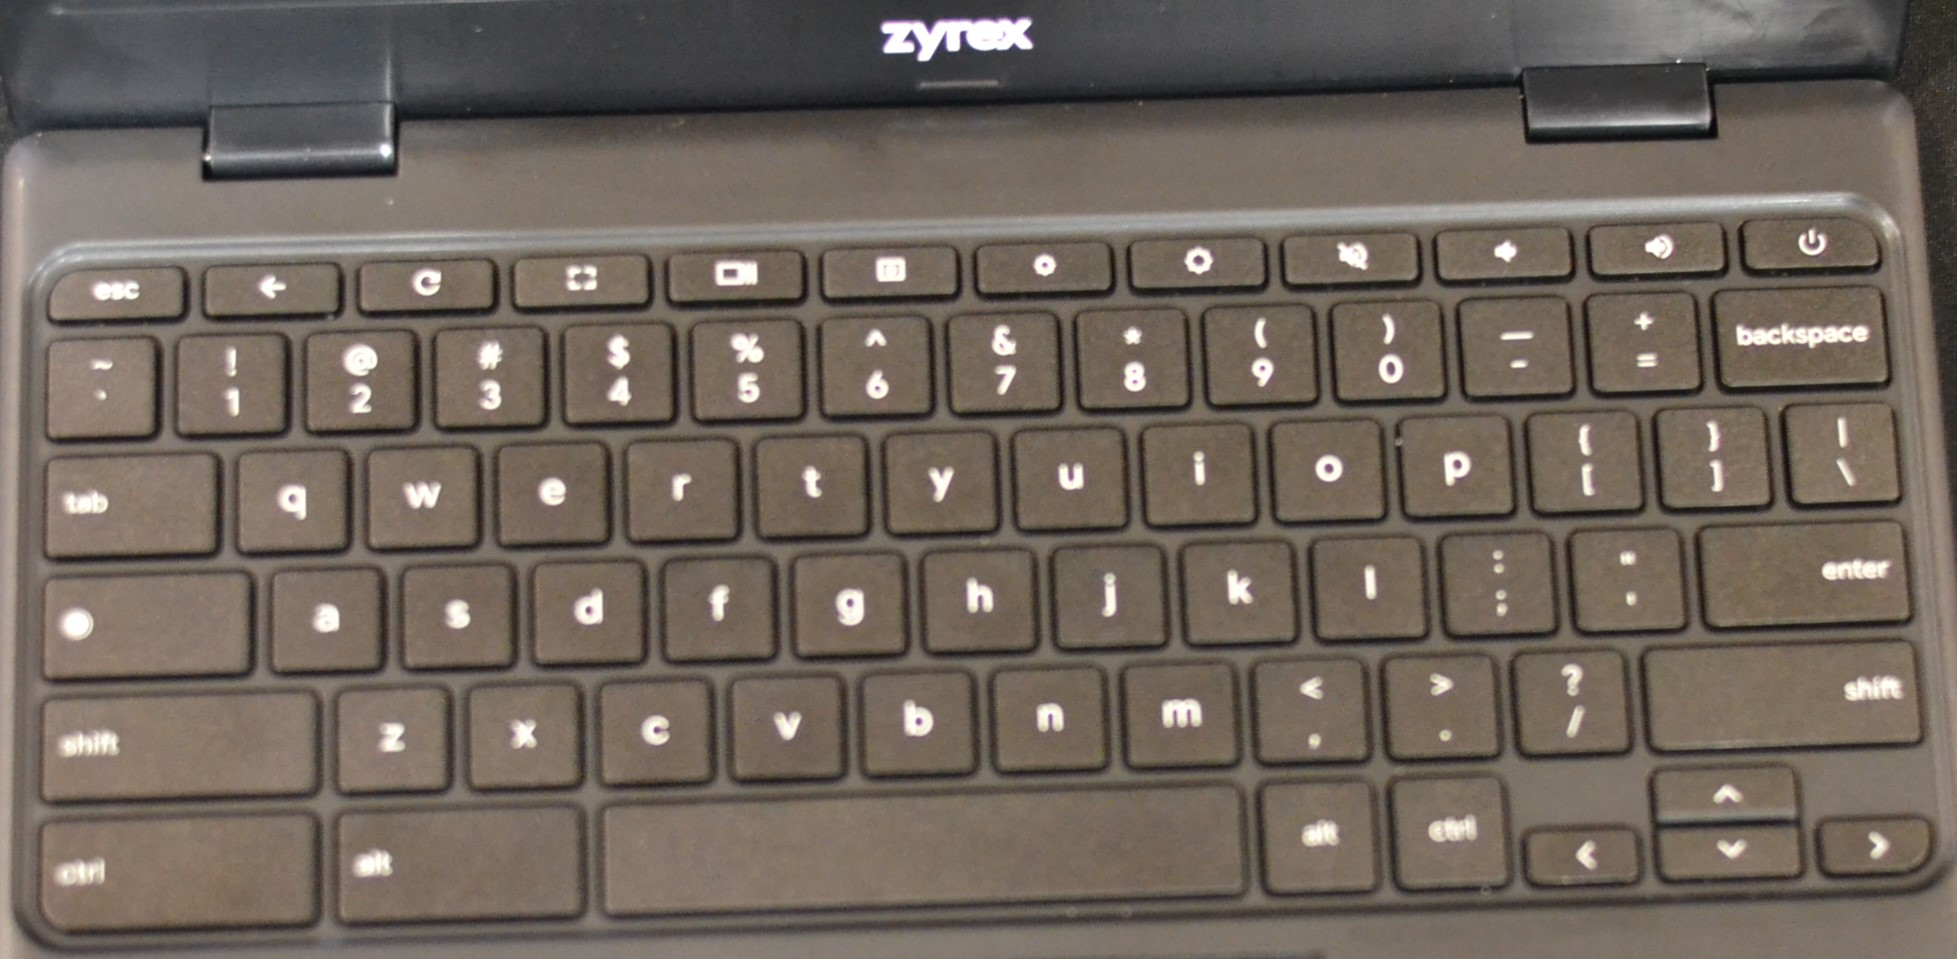 zyrex
esc
~ ! @ # $ % ^ & * ( ) — + backspace
` 1 2 3 4 5 6 7 8 9 0 - =
tab q w e r t y u i o p { } |
[ ] \
a s d f g h j k l : " enter
; '
shift z x c v b n m < > ? shift
, . /
ctrl alt alt ctrl